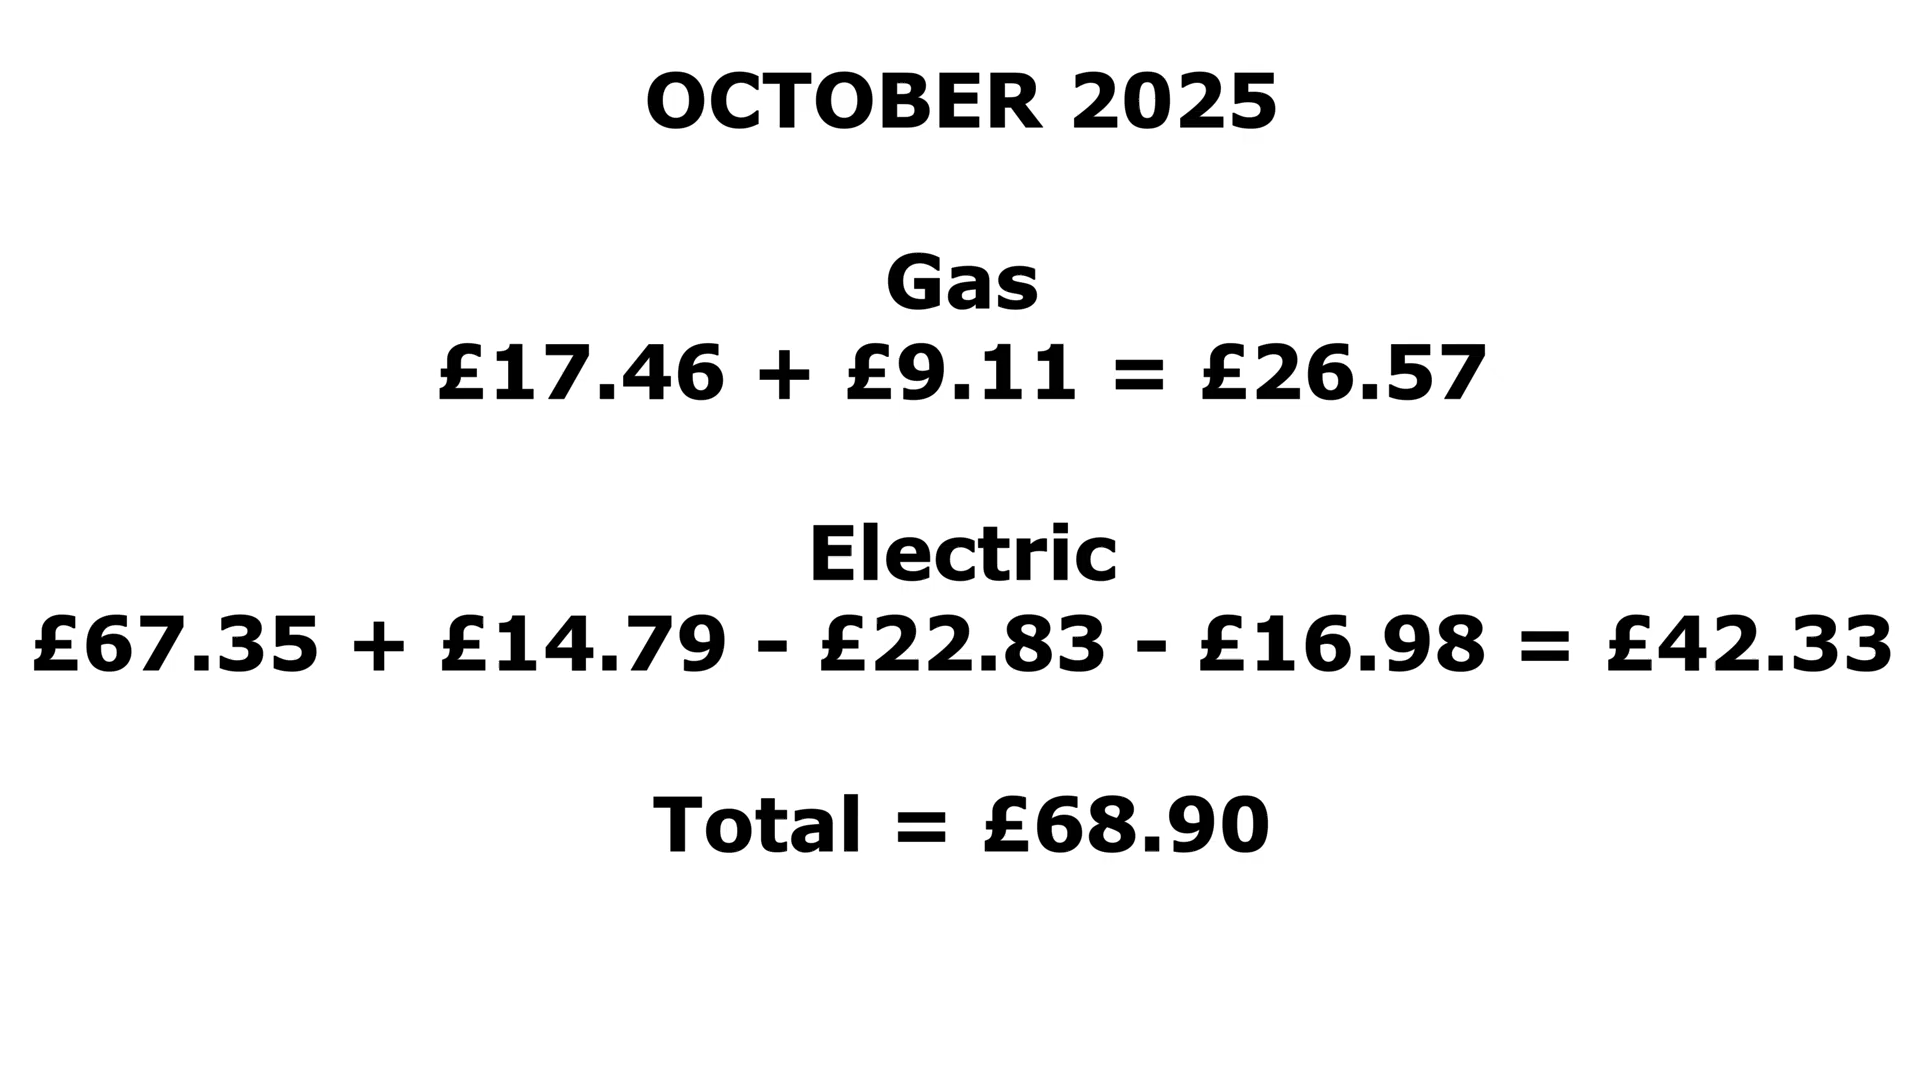 OCTOBER 2025
Gas
£17.46 + £9.11 = £26.57
Electric
£67.35 + £14.79 - £22.83 - £16.98 = £42.33
Total = £68.90